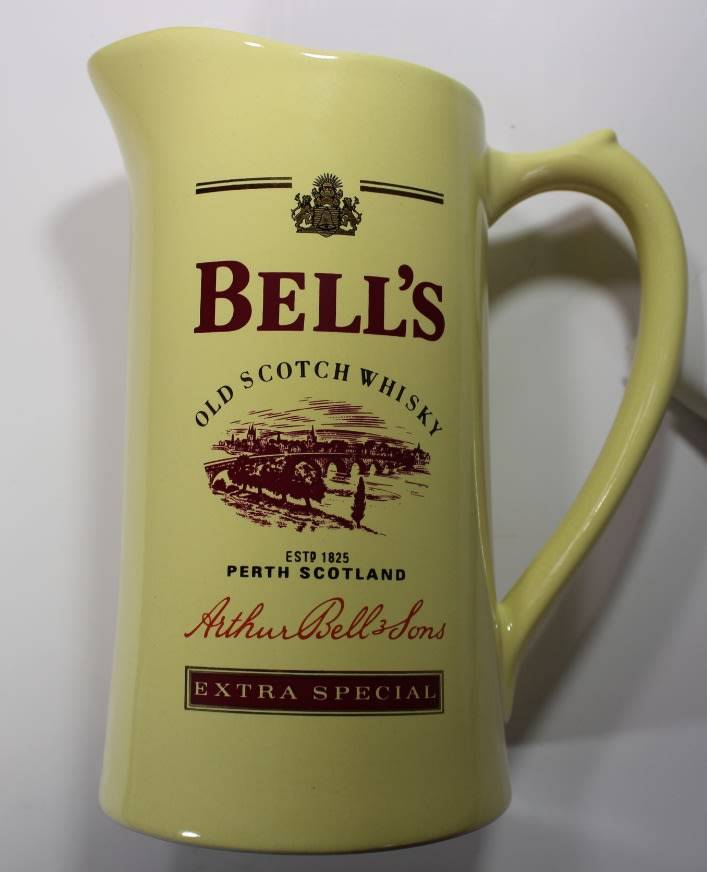 BELL'S
OLD SCOTCH WHISKY
ESTD 1825
PERTH SCOTLAND
Arthur Bell & Sons
EXTRA SPECIAL